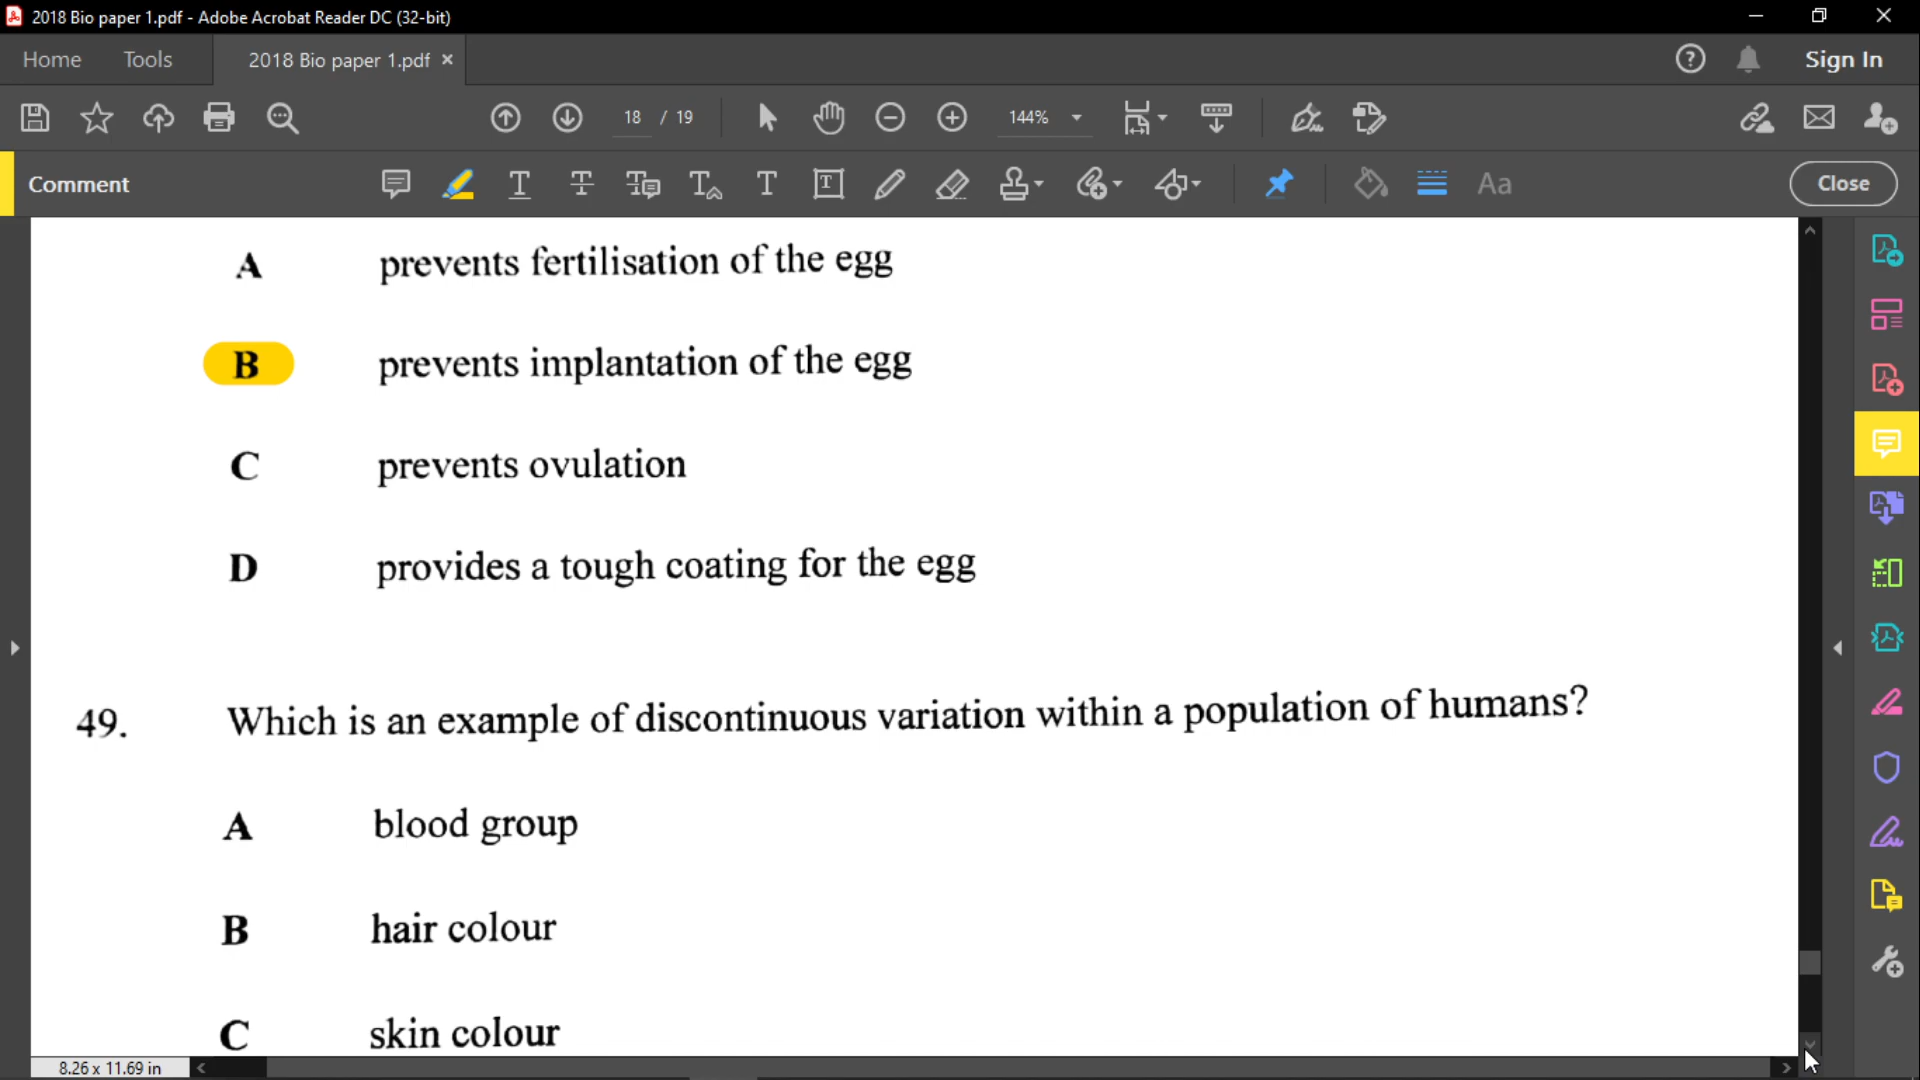 2018 Bio paper 1.pdf - Adobe Acrobat Reader DC (32-bit)
Home Tools 2018 Bio paper 1.pdf × Sign In
18 / 19 144%
Comment Aa Close
A prevents fertilisation of the egg
B prevents implantation of the egg
C prevents ovulation
D provides a tough coating for the egg
49. Which is an example of discontinuous variation within a population of humans?
A blood group
B hair colour
C skin colour
8.26 x 11.69 in